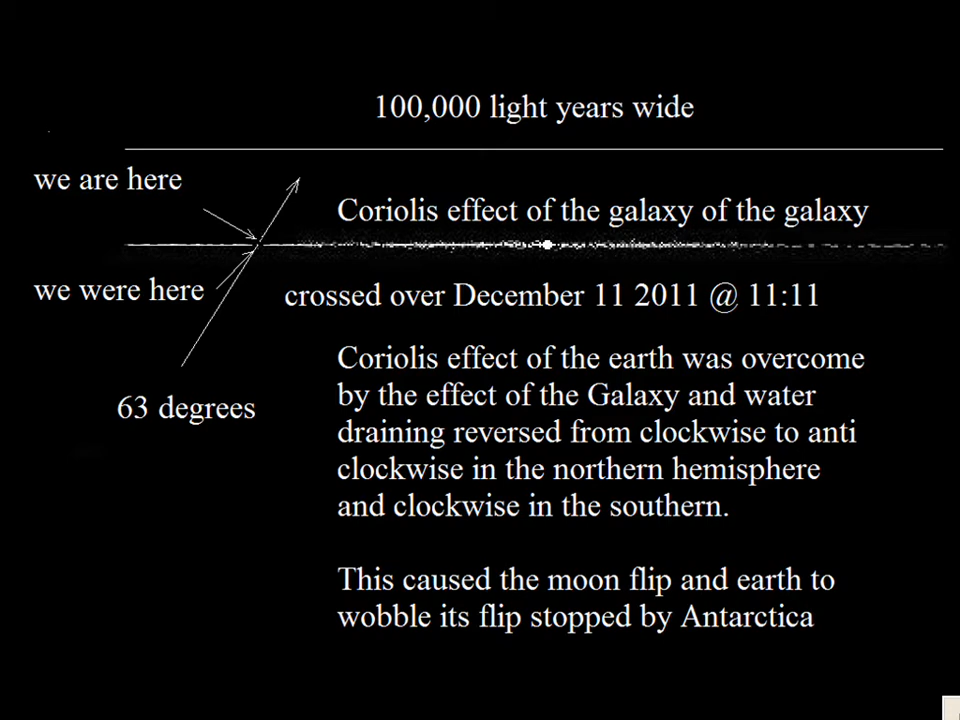 100,000 light years wide
we are here
Coriolis effect of the galaxy of the galaxy
we were here
crossed over December 11 2011 @ 11:11
Coriolis effect of the earth was overcome
by the effect of the Galaxy and water
draining reversed from clockwise to anti
clockwise in the northern hemisphere
and clockwise in the southern.
63 degrees
This caused the moon flip and earth to
wobble its flip stopped by Antarctica